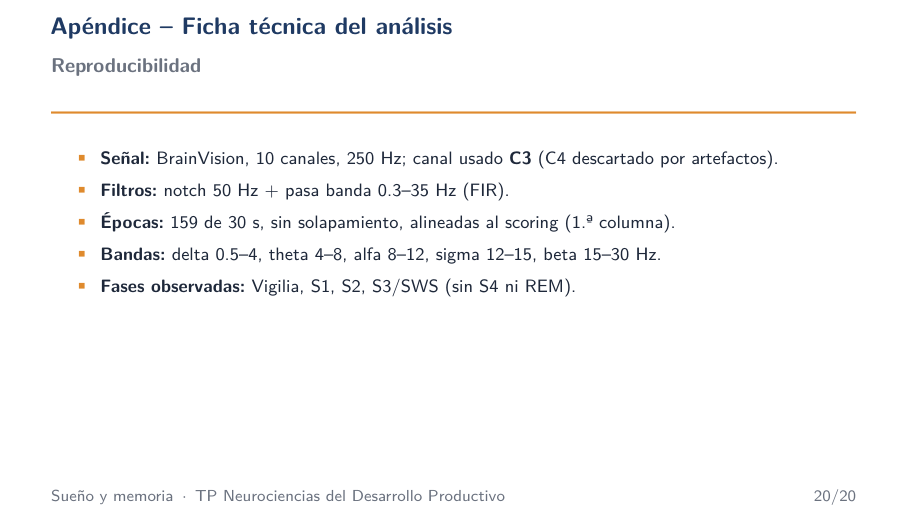 Apéndice – Ficha técnica del análisis
Reproducibilidad
▪ Señal: BrainVision, 10 canales, 250 Hz; canal usado C3 (C4 descartado por artefactos).
▪ Filtros: notch 50 Hz + pasa banda 0.3–35 Hz (FIR).
▪ Épocas: 159 de 30 s, sin solapamiento, alineadas al scoring (1.ª columna).
▪ Bandas: delta 0.5–4, theta 4–8, alfa 8–12, sigma 12–15, beta 15–30 Hz.
▪ Fases observadas: Vigilia, S1, S2, S3/SWS (sin S4 ni REM).
Sueño y memoria · TP Neurociencias del Desarrollo Productivo 20/20